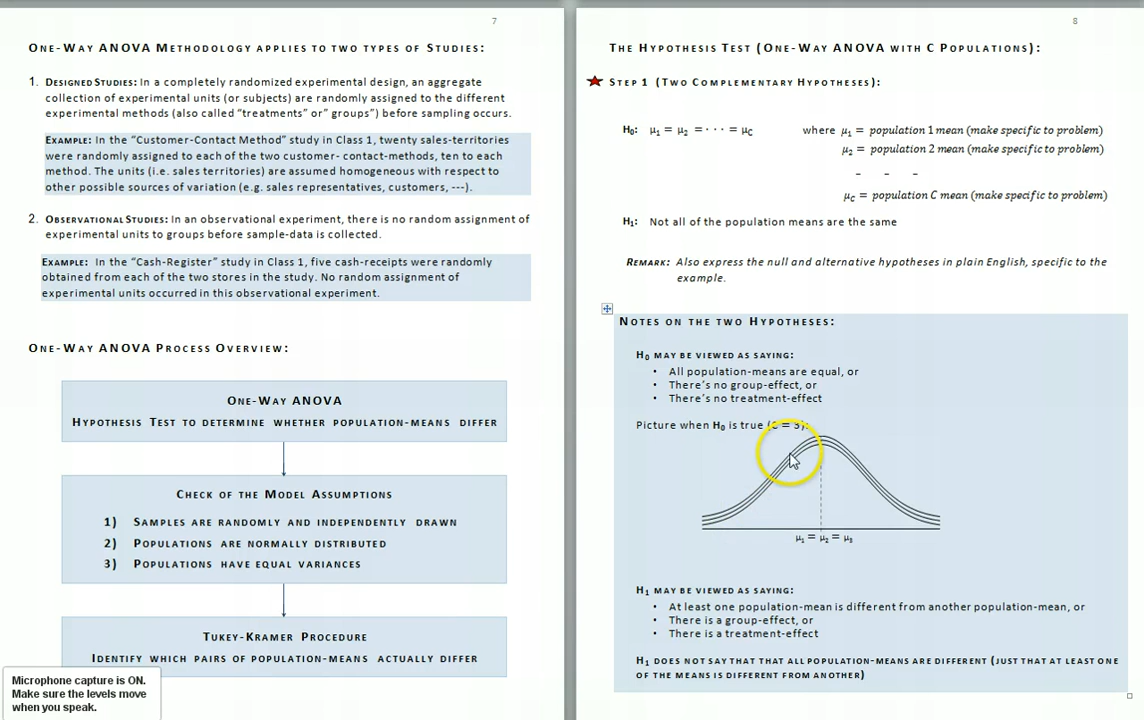 7
ONE-WAY ANOVA METHODOLOGY APPLIES TO TWO TYPES OF STUDIES:
1. DESIGNED STUDIES: In a completely randomized experimental design, an aggregate
collection of experimental units (or subjects) are randomly assigned to the different
experimental methods (also called "treatments" or" groups") before sampling occurs.
EXAMPLE: In the "Customer-Contact Method" study in Class 1, twenty sales-territories
were randomly assigned to each of the two customer- contact-methods, ten to each
method. The units (i.e. sales territories) are assumed homogeneous with respect to
other possible sources of variation (e.g. sales representatives, customers, ---).
2. OBSERVATIONAL STUDIES: In an observational experiment, there is no random assignment of
experimental units to groups before sample-data is collected.
EXAMPLE: In the "Cash-Register" study in Class 1, five cash-receipts were randomly
obtained from each of the two stores in the study. No random assignment of
experimental units occurred in this observational experiment.
ONE-WAY ANOVA PROCESS OVERVIEW:
ONE-WAY ANOVA
HYPOTHESIS TEST TO DETERMINE WHETHER POPULATION-MEANS DIFFER
CHECK OF THE MODEL ASSUMPTIONS
1) SAMPLES ARE RANDOMLY AND INDEPENDENTLY DRAWN
2) POPULATIONS ARE NORMALLY DISTRIBUTED
3) POPULATIONS HAVE EQUAL VARIANCES
TUKEY-KRAMER PROCEDURE
IDENTIFY WHICH PAIRS OF POPULATION-MEANS ACTUALLY DIFFER
Microphone capture is ON.
Make sure the levels move
when you speak.
8
THE HYPOTHESIS TEST (ONE-WAY ANOVA WITH C POPULATIONS):
STEP 1 (TWO COMPLEMENTARY HYPOTHESES):
H₀: μ₁ = μ₂ = · · · = μC where μ₁ = population 1 mean (make specific to problem)
μ₂ = population 2 mean (make specific to problem)
– – –
μC = population C mean (make specific to problem)
H₁: Not all of the population means are the same
REMARK: Also express the null and alternative hypotheses in plain English, specific to the
example.
NOTES ON THE TWO HYPOTHESES:
H₀ MAY BE VIEWED AS SAYING:
• All population-means are equal, or
• There's no group-effect, or
• There's no treatment-effect
Picture when H₀ is true (C = 3):
μ₁ = μ₂ = μ₃
H₁ MAY BE VIEWED AS SAYING:
• At least one population-mean is different from another population-mean, or
• There is a group-effect, or
• There is a treatment-effect
H₁ DOES NOT SAY THAT THAT ALL POPULATION-MEANS ARE DIFFERENT (JUST THAT AT LEAST ONE
OF THE MEANS IS DIFFERENT FROM ANOTHER)